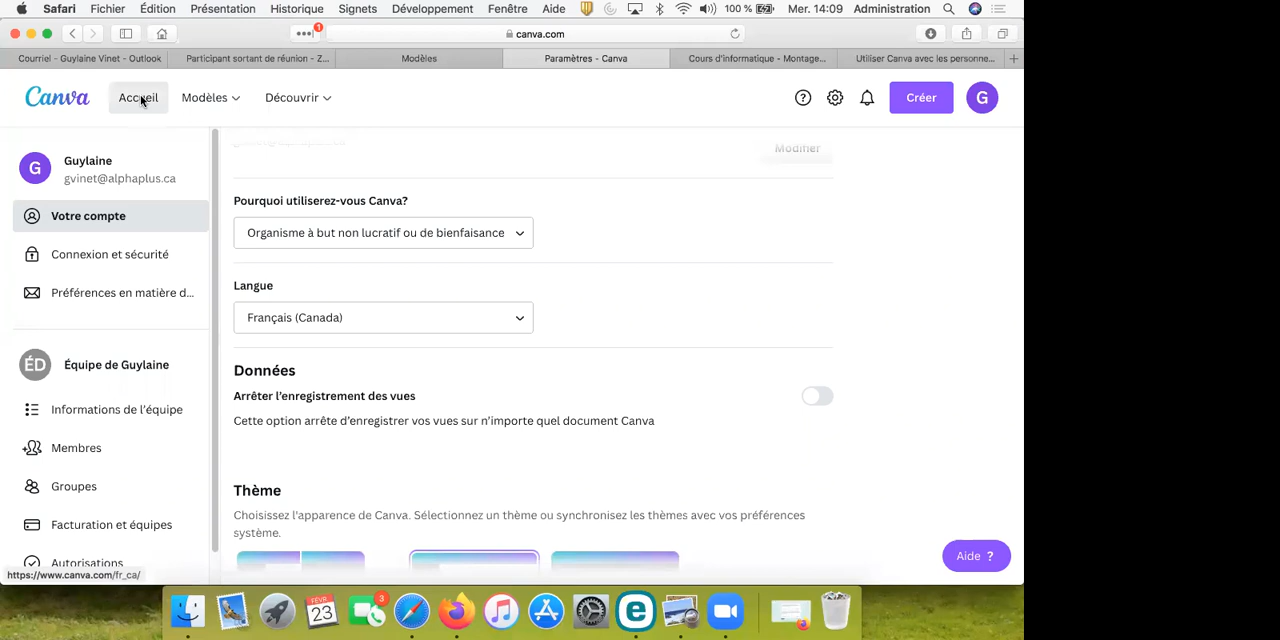 Safari Fichier Édition Présentation Historique Signets Développement Fenêtre Aide 100 % Mer. 14:09 Administration
••• 1 canva.com
Courriel - Guylaine Vinet - Outlook Participant sortant de réunion - Z... Modèles Paramètres - Canva Cours d'informatique - Montage... Utiliser Canva avec les personne... +
Canva Accueil Modèles Découvrir ? Créer G
Modifier
G Guylaine
gvinet@alphaplus.ca
Votre compte
Connexion et sécurité
Préférences en matière d...
ÉD Équipe de Guylaine
Informations de l'équipe
Membres
Groupes
Facturation et équipes
Autorisations
https://www.canva.com/fr_ca/
Pourquoi utiliserez-vous Canva?
Organisme à but non lucratif ou de bienfaisance
Langue
Français (Canada)
Données
Arrêter l'enregistrement des vues
Cette option arrête d'enregistrer vos vues sur n'importe quel document Canva
Thème
Choisissez l'apparence de Canva. Sélectionnez un thème ou synchronisez les thèmes avec vos préférences
système.
Aide ?
FÉVR
23
3
e